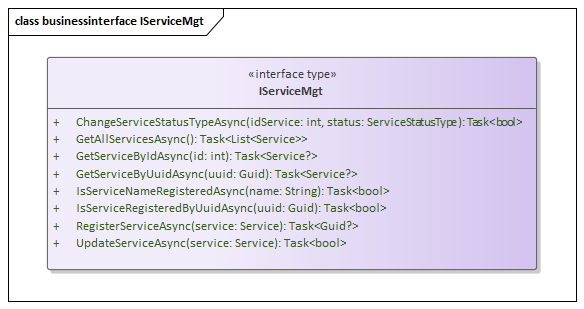 class businessinterface IServiceMgt
«interface type»
IServiceMgt
+ ChangeServiceStatusTypeAsync(idService: int, status: ServiceStatusType): Task<bool>
+ GetAllServicesAsync(): Task<List<Service>>
+ GetServiceByIdAsync(id: int): Task<Service?>
+ GetServiceByUuidAsync(uuid: Guid): Task<Service?>
+ IsServiceNameRegisteredAsync(name: String): Task<bool>
+ IsServiceRegisteredByUuidAsync(uuid: Guid): Task<bool>
+ RegisterServiceAsync(service: Service): Task<Guid?>
+ UpdateServiceAsync(service: Service): Task<bool>